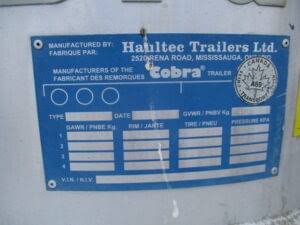 MANUFACTURED BY: Haultec Trailers Ltd.
FABRIQUE PAR: 2520 RENA ROAD, MISSISSAUGA,
MANUFACTURERS OF THE Cobra® TRAILER
FABRICANT DES REMORQUES
CANADA
TYPE DATE GVWR / PNBV Kg
GAWR / PNBE Kg RIM / JANTE TIRE / PNEU PRESSURE KPA
1
2
3
4
V.I.N. / N.I.V.